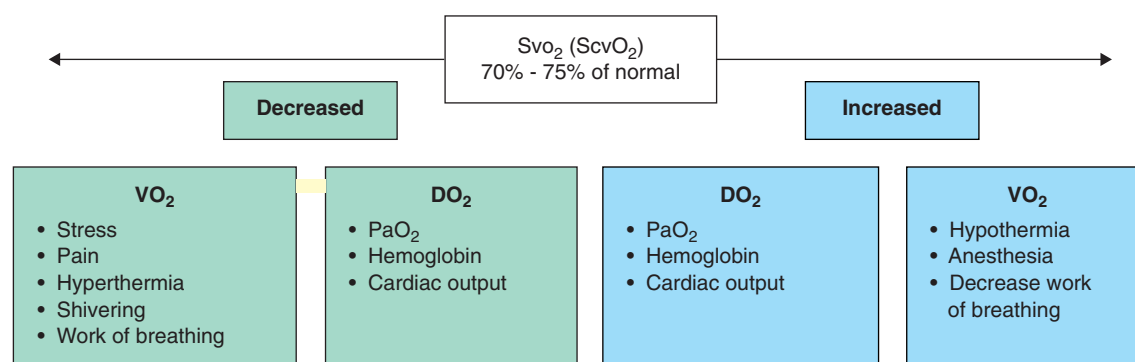 Svo₂ (ScvO₂)
70% - 75% of normal
Decreased
Increased
VO₂
• Stress
• Pain
• Hyperthermia
• Shivering
• Work of breathing
DO₂
• PaO₂
• Hemoglobin
• Cardiac output
DO₂
• PaO₂
• Hemoglobin
• Cardiac output
VO₂
• Hypothermia
• Anesthesia
• Decrease work
of breathing